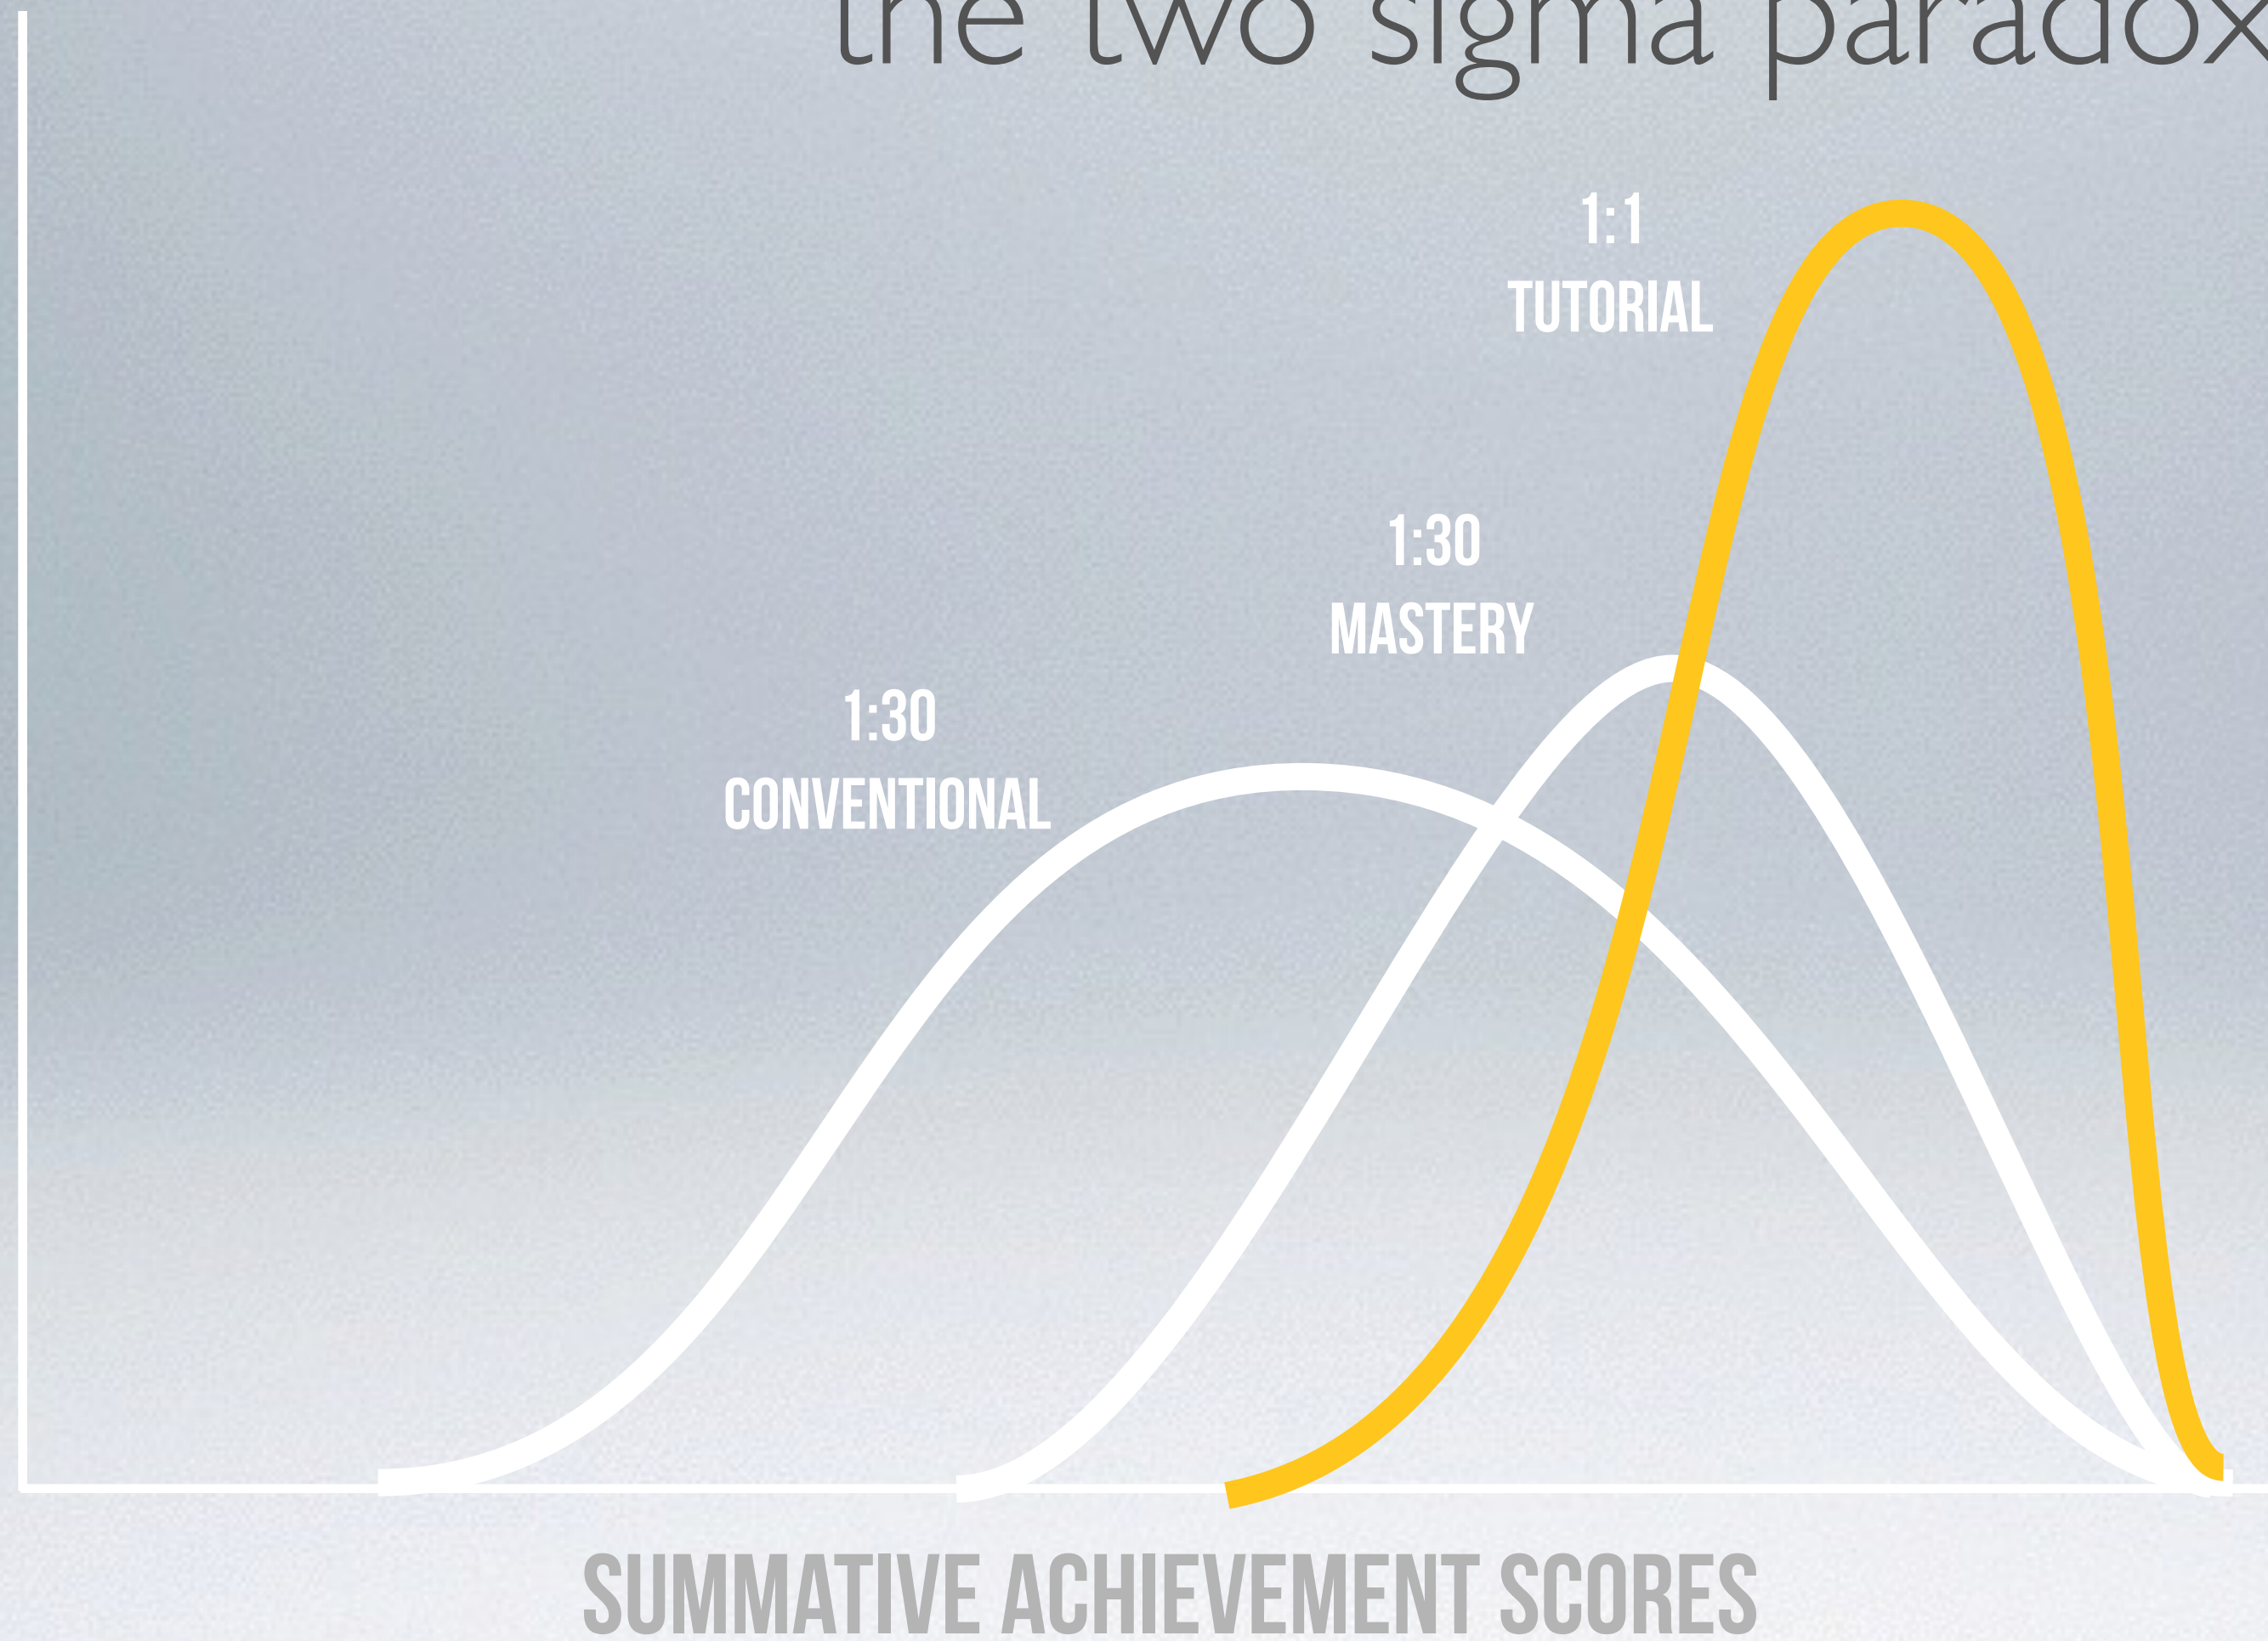 the two sigma paradox
1:1
TUTORIAL
1:30
MASTERY
1:30
CONVENTIONAL
SUMMATIVE ACHIEVEMENT SCORES